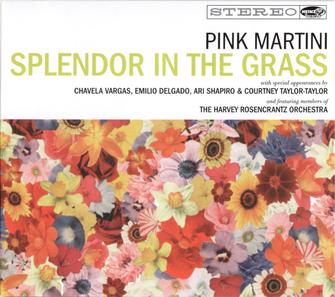 STEREO
PINK MARTINI
SPLENDOR IN THE GRASS
with special appearances by
CHAVELA VARGAS, EMILIO DELGADO, ARI SHAPIRO & COURTNEY TAYLOR-TAYLOR
and featuring members of
THE HARVEY ROSENCRANTZ ORCHESTRA